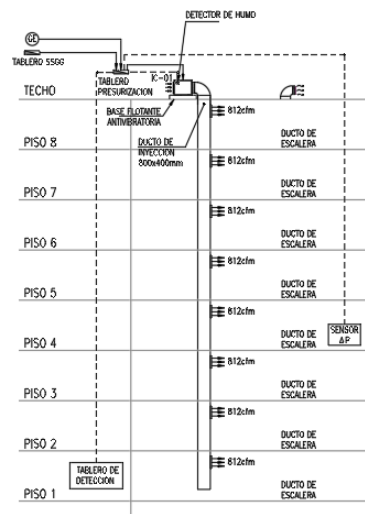 DETECTOR DE HUMO
GE
TABLERO SSGG
TABLERO
PRESURIZACION
IC-01
TECHO
BASE FLOTANTE
ANTIVIBRATORIA
DUCTO DE
INYECCION
800x400mm
812cfm
PISO 8
DUCTO DE
ESCALERA
812cfm
PISO 7
DUCTO DE
ESCALERA
812cfm
PISO 6
DUCTO DE
ESCALERA
812cfm
PISO 5
DUCTO DE
ESCALERA
812cfm
PISO 4
DUCTO DE
ESCALERA
SENSOR
ΔP
812cfm
PISO 3
DUCTO DE
ESCALERA
812cfm
PISO 2
DUCTO DE
ESCALERA
812cfm
TABLERO DE
DETECCION
PISO 1
DUCTO DE
ESCALERA